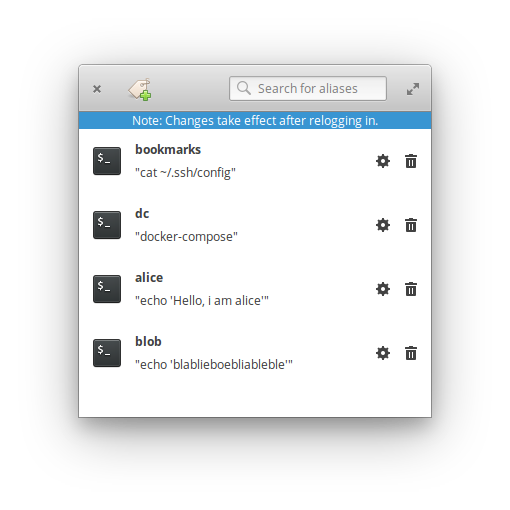 Search for aliases
Note: Changes take effect after relogging in.
bookmarks
"cat ~/.ssh/config"
dc
"docker-compose"
alice
"echo 'Hello, i am alice'"
blob
"echo 'blablieboebliableble'"